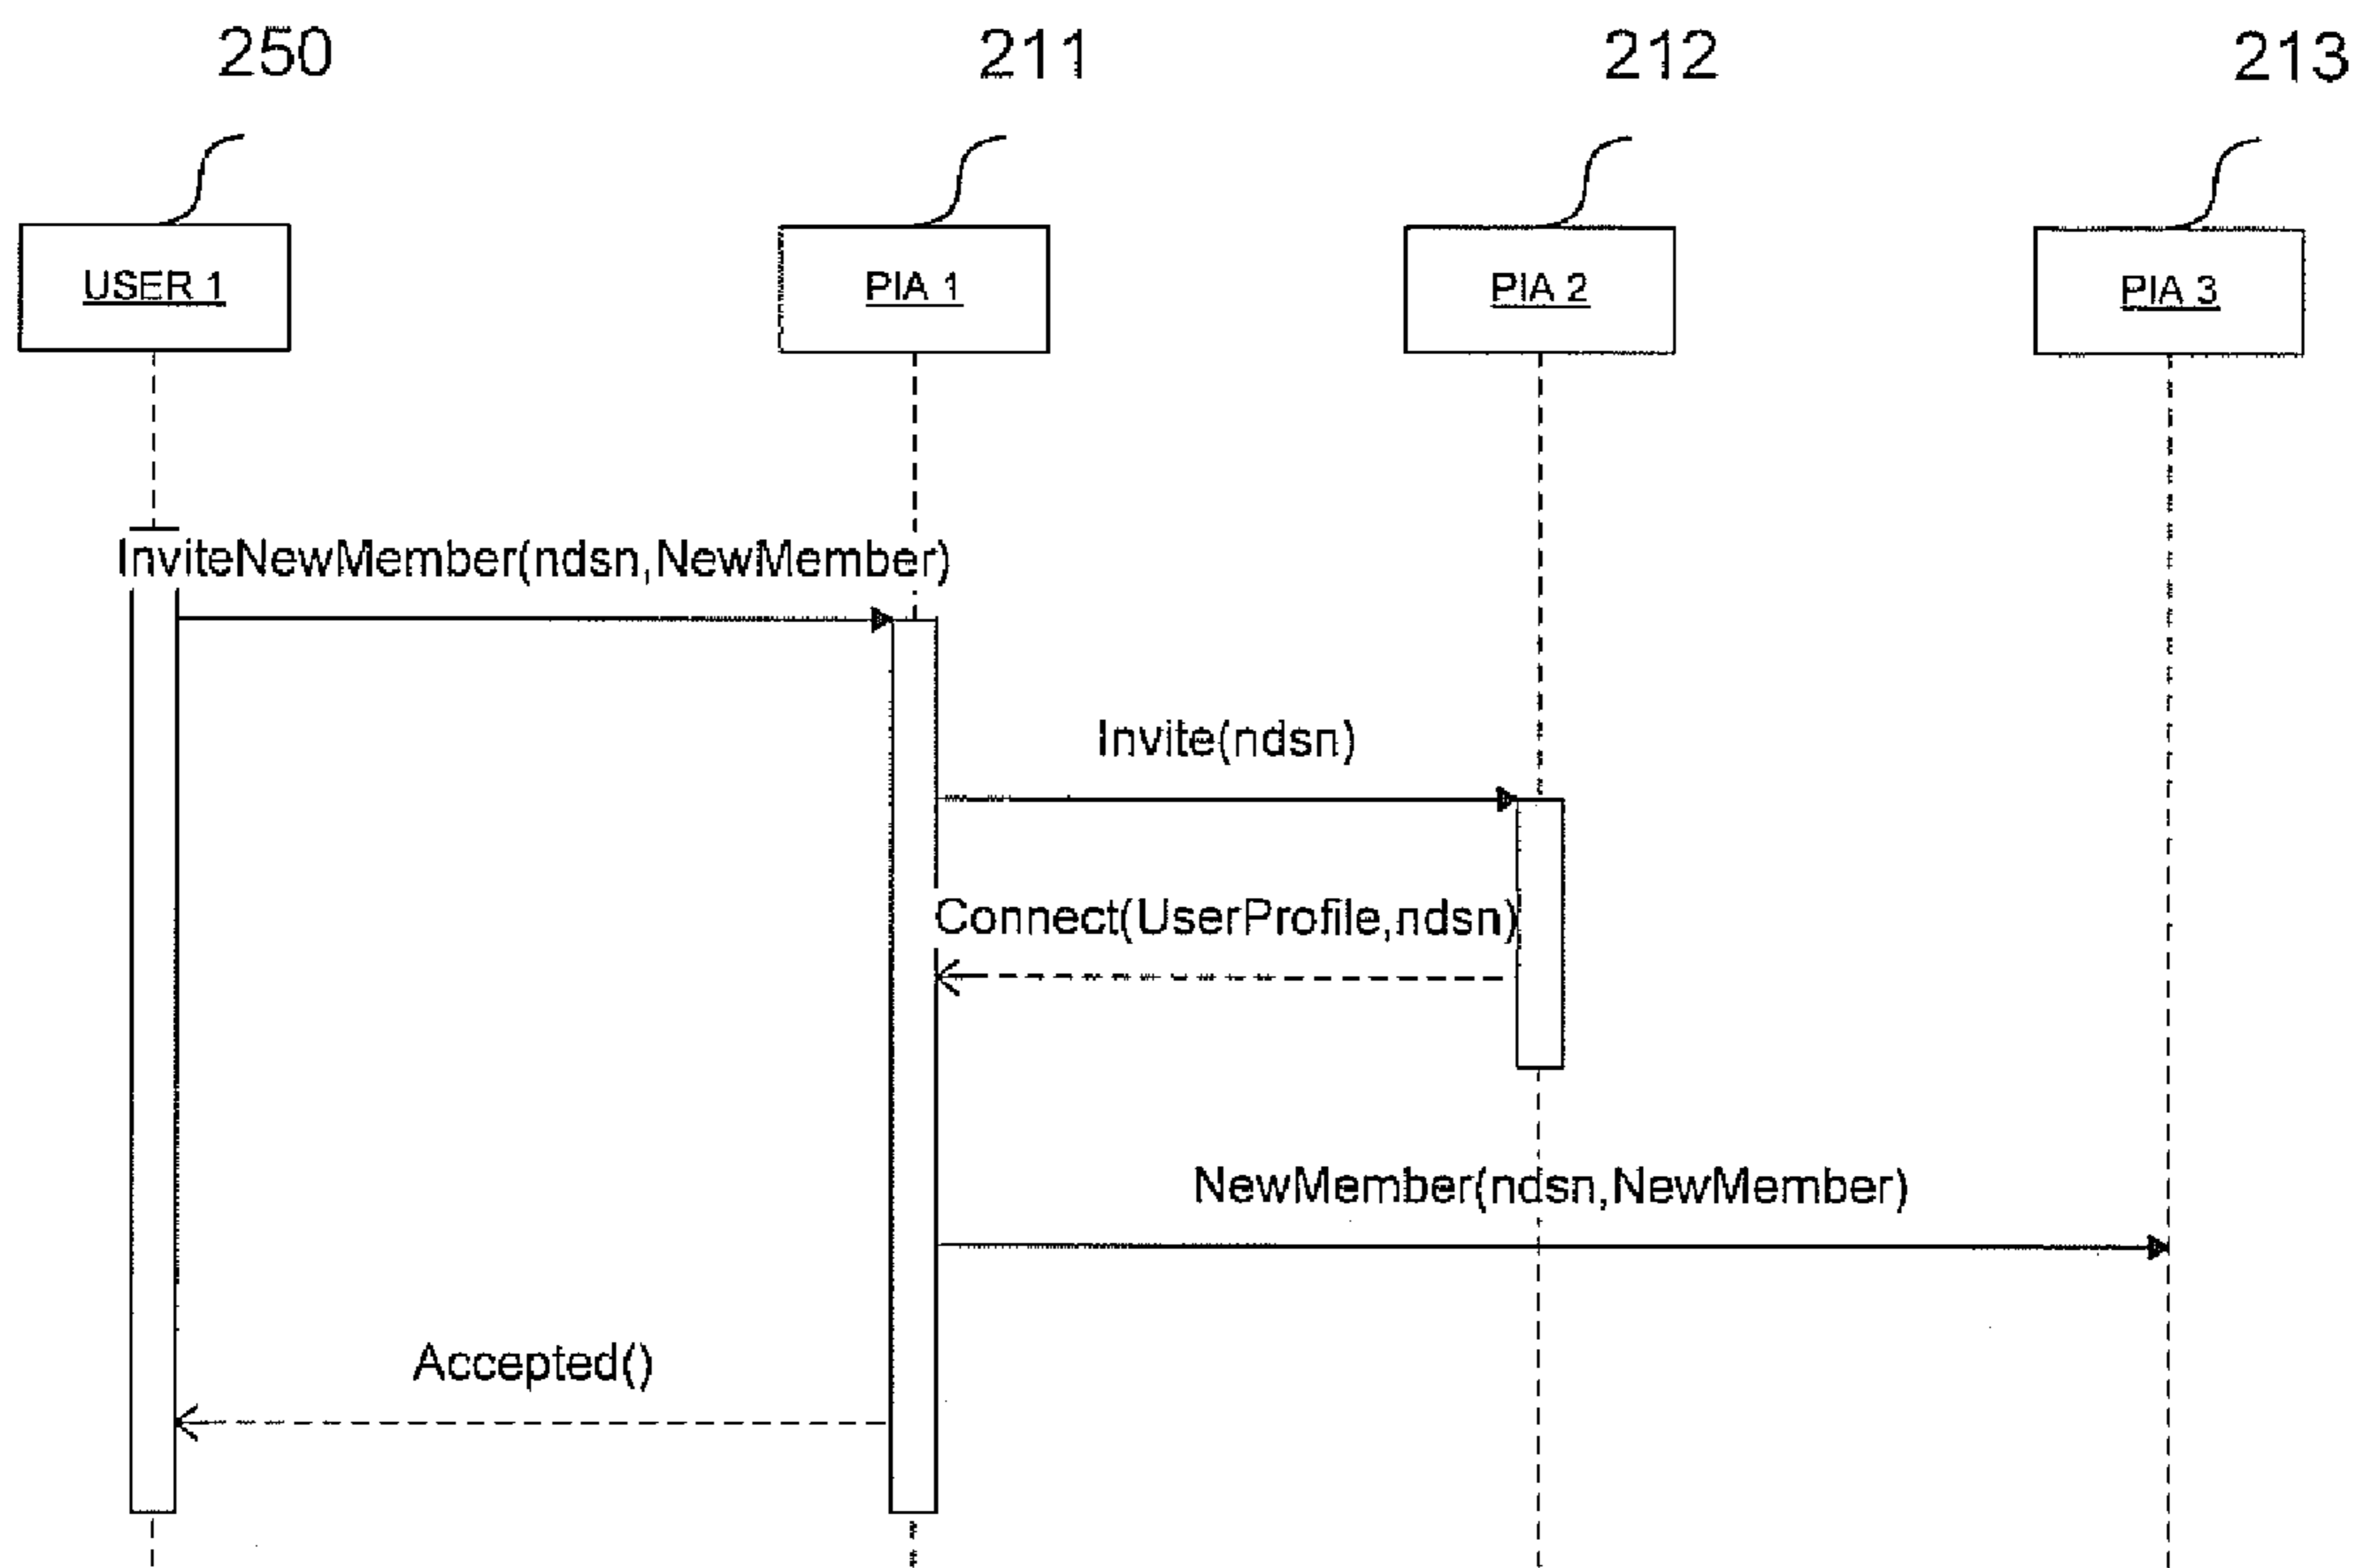 250
211
212
213
USER 1
PIA 1
PIA 2
PIA 3
InviteNewMember(ndsn,NewMember)
Invite(ndsn)
Connect(UserProfile,ndsn)
NewMember(ndsn,NewMember)
Accepted()